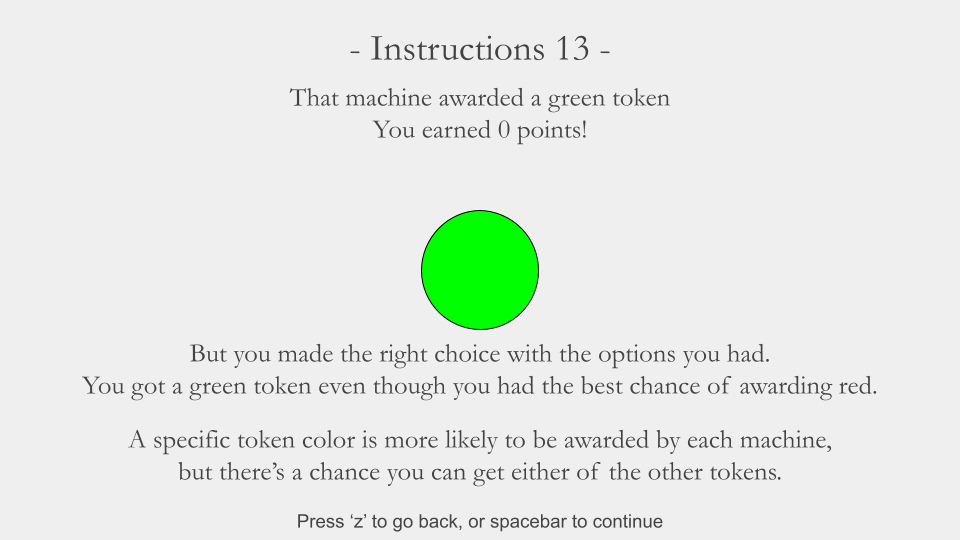 - Instructions 13 -
That machine awarded a green token
You earned 0 points!
But you made the right choice with the options you had.
You got a green token even though you had the best chance of awarding red.
A specific token color is more likely to be awarded by each machine,
but there’s a chance you can get either of the other tokens.
Press ‘z’ to go back, or spacebar to continue